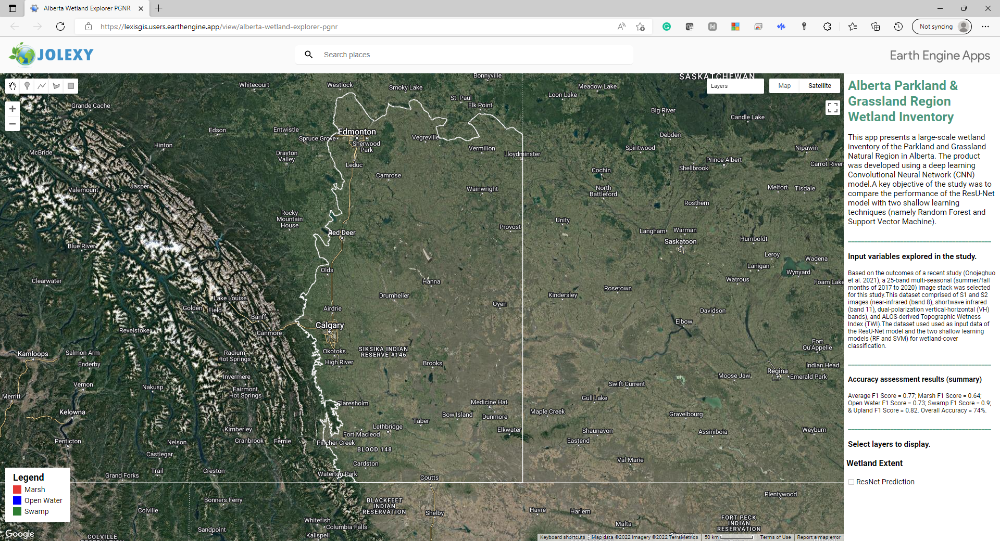 Alberta Wetland Explorer PGNR
https://lexisgis.users.earthengine.app/view/alberta-wetland-explorer-pgnr
Not syncing
JOLEXY
Search places
Earth Engine Apps
Layers
Map
Satellite
Alberta Parkland &
Grassland Region
Wetland Inventory
This app presents a large-scale wetland
inventory of the Parkland and Grassland
Natural Region in Alberta. The product
was developed using a deep learning
Convolutional Neural Network (CNN)
model.A key objective of the study was to
compare the performance of the ResU-Net
model with two shallow learning
techniques (namely Random Forest and
Support Vector Machine).
Input variables explored in the study.
Based on the outcomes of a recent study (Onojeghuo
et al. 2021), a 25-band multi-seasonal (summer/fall
months of 2017 to 2020) image stack was selected
for this study.This dataset comprised of S1 and S2
images (near-infrared (band 8), shortwave infrared
(band 11), dual-polarization vertical-horizontal (VH)
bands), and ALOS-derived Topographic Wetness
Index (TWI).The dataset used used as input data of
the ResU-Net model and the two shallow learning
models (RF and SVM) for wetland-cover
classification.
Accuracy assessment results (summary)
Average F1 Score = 0.77; Marsh F1 Score = 0.64;
Open Water F1 Score = 0.73; Swamp F1 Score = 0.9;
& Upland F1 Score = 0.82. Overall Accuracy = 74%.
Select layers to display.
Wetland Extent
ResNet Prediction
SASKATCHEWAN
Bonnyville
Whitecourt
Westlock
Smoky Lake
Meadow Lake
Loon Lake
St. Paul
Elk Point
Grande Cache
Big River
Candle Lake
Edson
Entwistle
Edmonton
Spruce Grove
Sherwood
Park
Vegreville
Debden
Hinton
McBride
Drayton
Valley
Vermilion
Lloydminster
Spiritwood
Nipawin
Prince Albert
Shellbrook
Carrot River
Leduc
Camrose
Cochin
Jasper
Valemount
Wainwright
North
Battleford
Melfort
Tisdale
Rosthern
Rocky
Mountain
House
Unity
Provost
Red Deer
Langham
Warman
Saskatoon
Humboldt
Blue River
Leroy
Wadena
Lanigan
Wynyard
Olds
Hanna
Clearwater
Watrous
Foam Lake
Rosetown
Drumheller
Kindersley
Lake Louise
Field
Golden
Oyen
Airdrie
Banff
Davidson
Elbow
Calgary
Revelstoke
Canmore
Fort
Qu'Appelle
Kamloops
Salmon Arm
Enderby
Radium
Hot Springs
Okotoks
High River
SIKSIKA INDIAN
RESERVE #146
Brooks
Indian Head
Regina
Emerald Park
Moose Jaw
Invermere
Vernon
Nakusp
Fairmont
Hot Springs
Swift Current
Merritt
Gull Lake
Claresholm
Medicine Hat
Kelowna
Bow Island
Dunmore
Maple Creek
Gravelbourg
Taber
Lethbridge
Kimberley
Fort Macleod
Elkwater
Shaunavon
Assiniboia
Weyburn
Penticton
Nelson
Cranbrook
Fernie
Pincher Creek
Eastend
BLOOD 148
Castlegar
Cardston
Val Marie
Grand Forks
Trail
Creston
Waterton Park
Coutts
Legend
Marsh
Open Water
Swamp
Plentywood
Bonners Ferry
BLACKFEET
INDIAN
RESERVATION
Colville
Shelby
Havre
Harlem
Whitefish
Columbia Falls
Malta
FORT PECK
INDIAN
RESERVATION
Sandpoint
Kalispell
Google
COLVILLE
Keyboard shortcuts
Map data ©2022 Imagery ©2022 TerraMetrics
50 km
Terms of Use
Report a map error